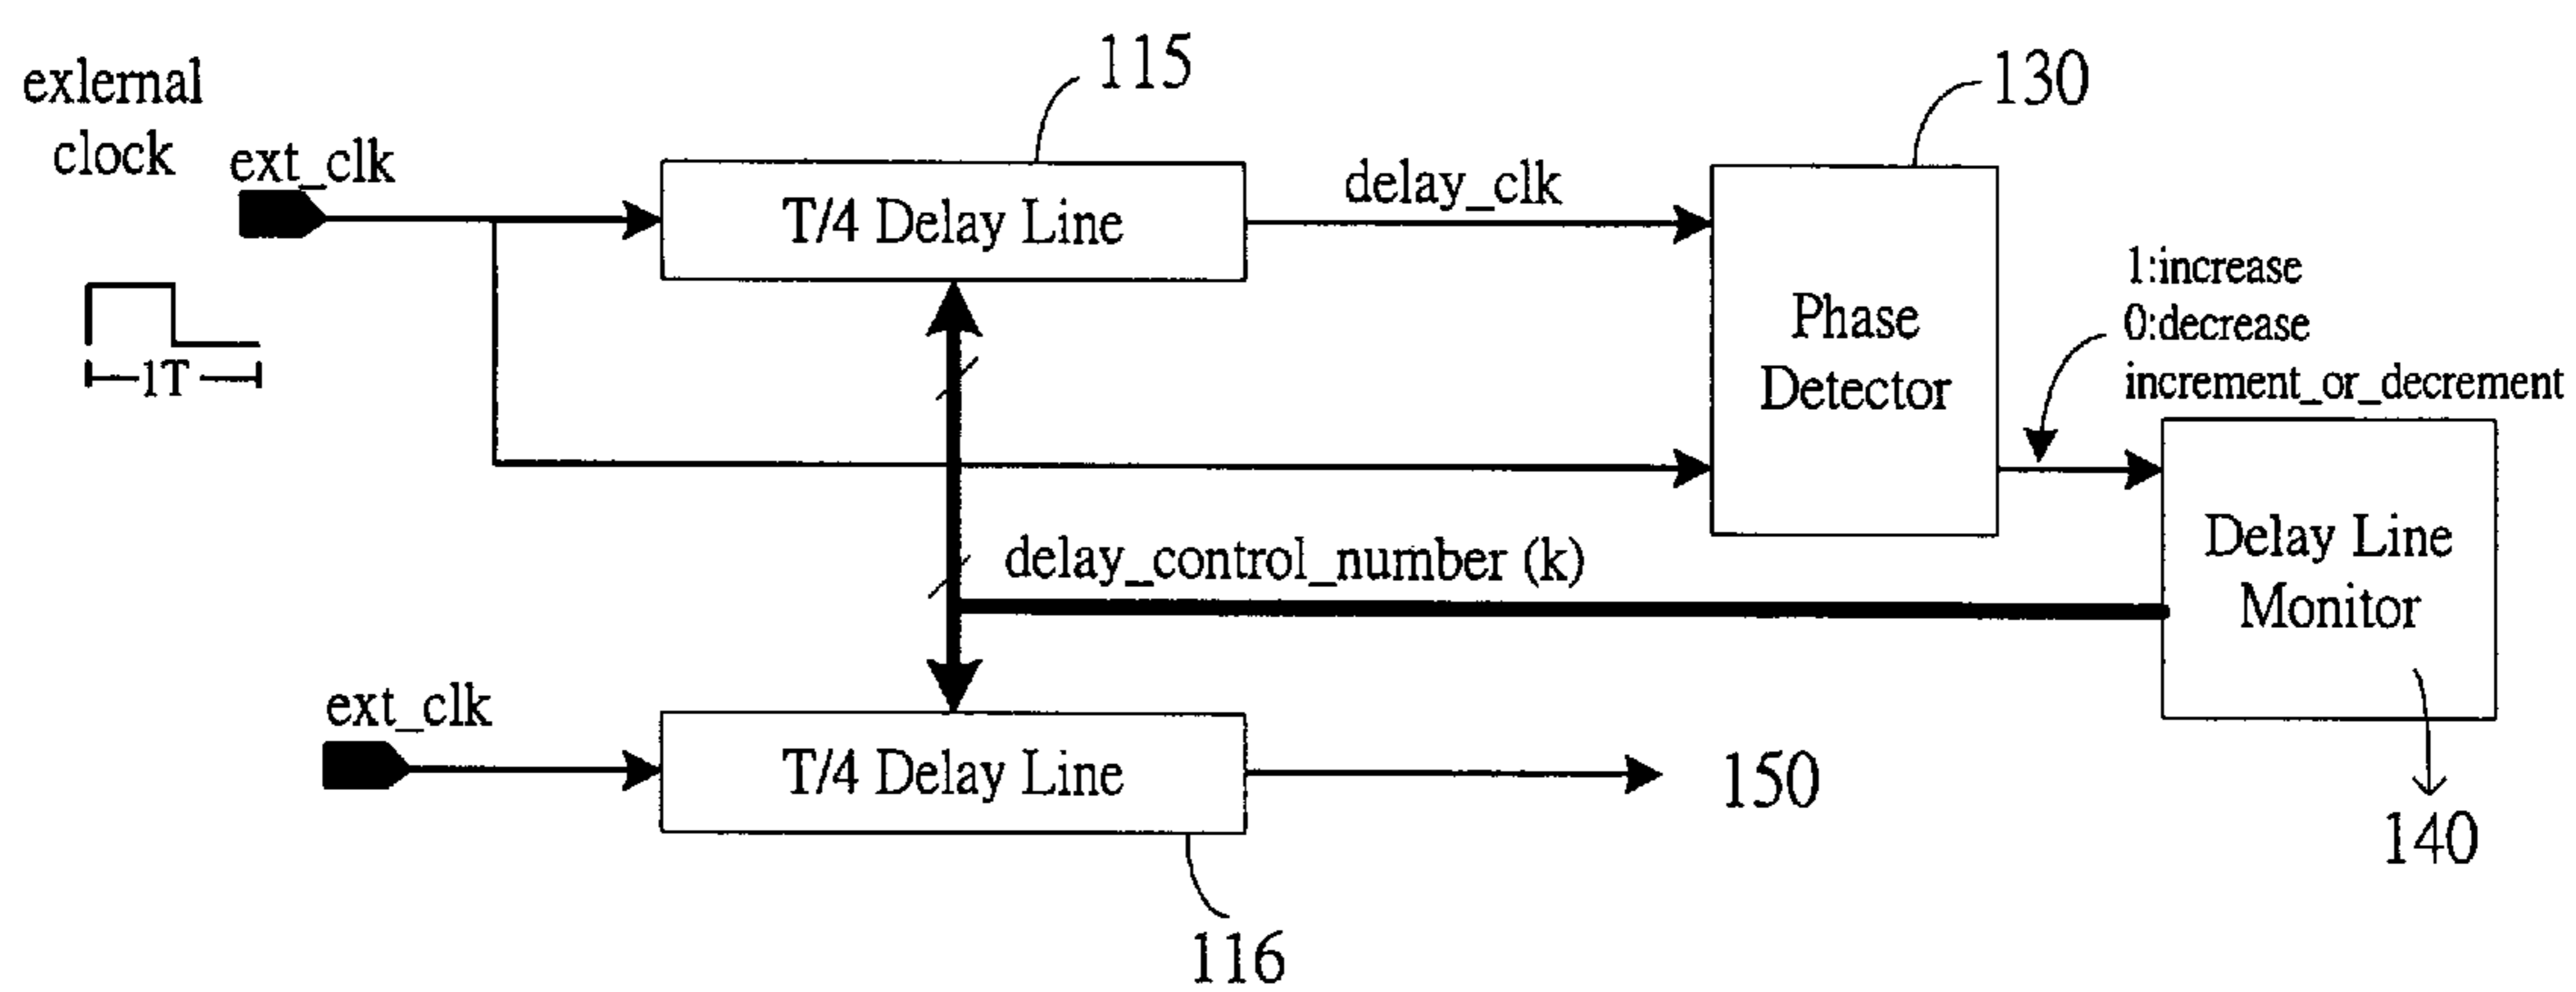 exlernal
clock
ext_clk
1T
115
T/4 Delay Line
delay_clk
130
Phase
Detector
1:increase
0:decrease
increment_or_decrement
Delay Line
Monitor
140
delay_control_number (k)
ext_clk
T/4 Delay Line
150
116